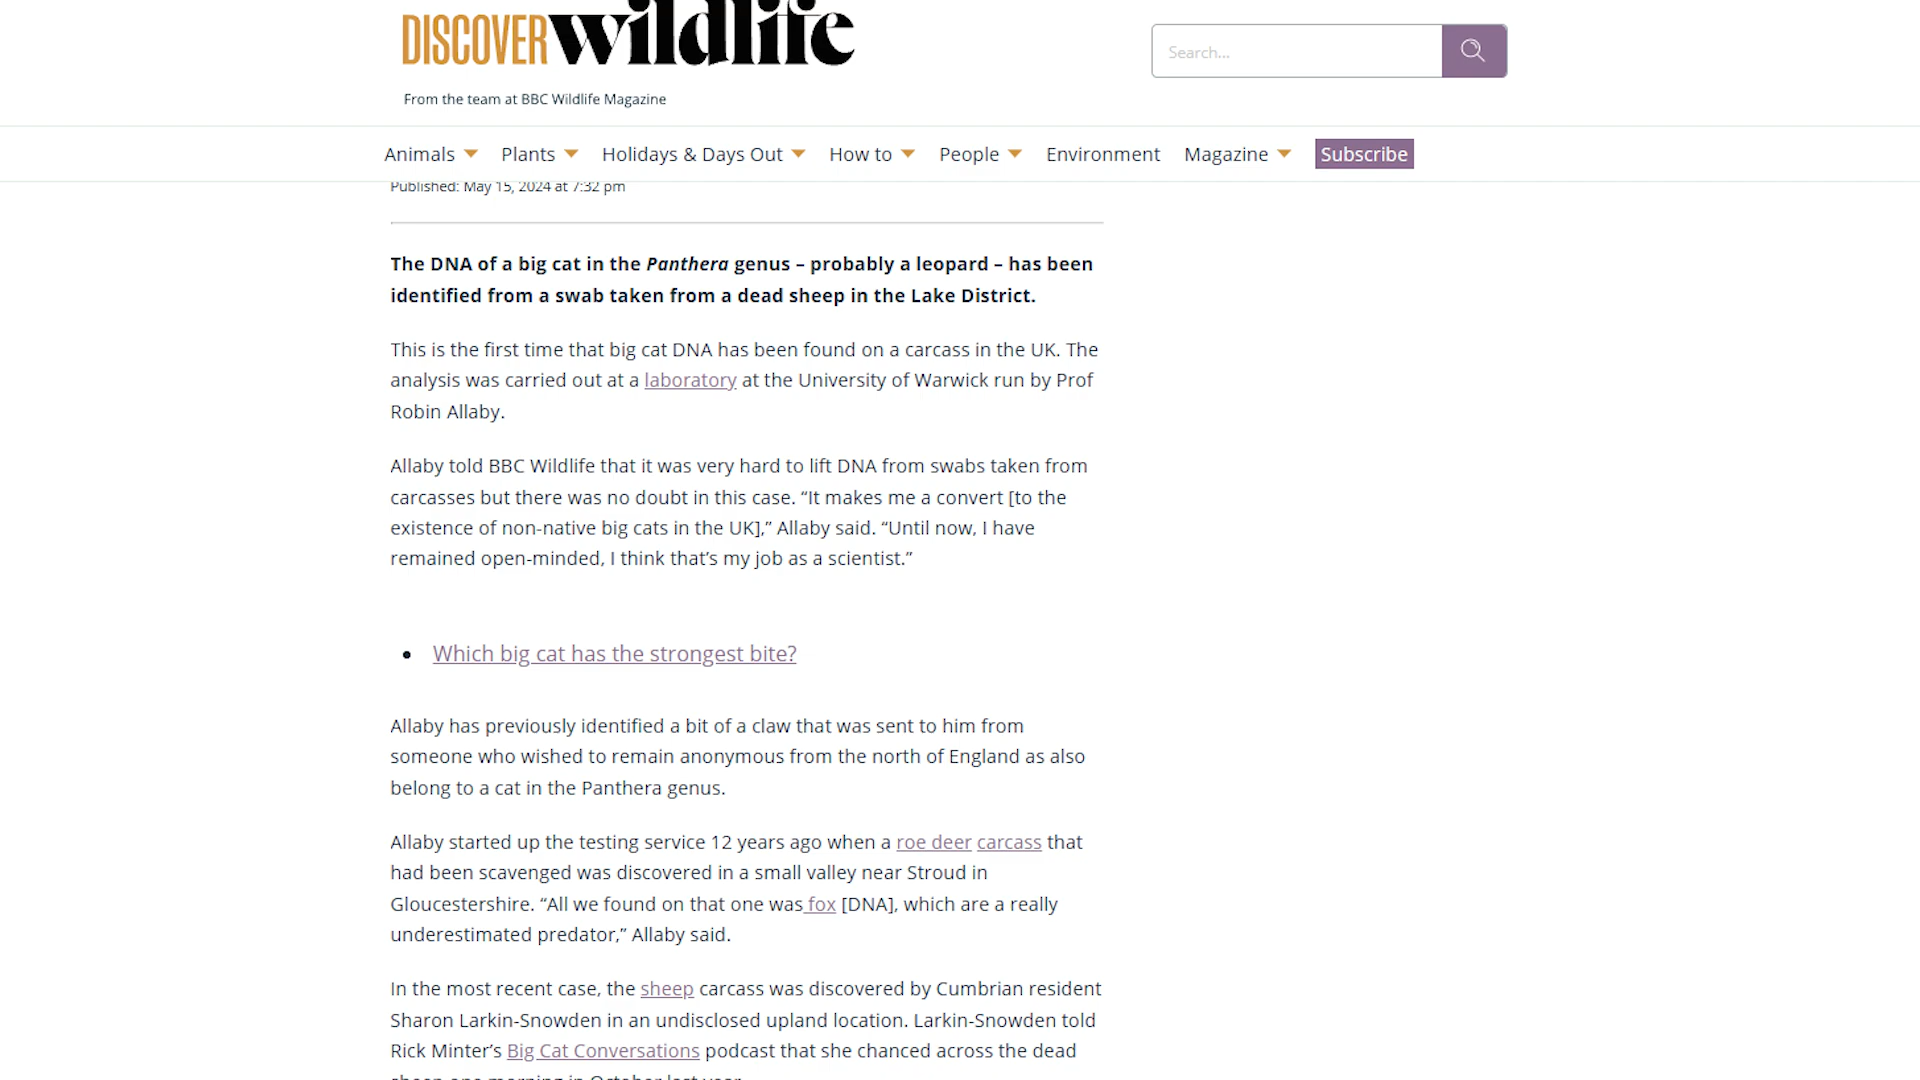 DISCOVERwildlife
Search...
From the team at BBC Wildlife Magazine
Animals Plants Holidays & Days Out How to People Environment Magazine Subscribe
Published: May 15, 2024 at 7:32 pm
The DNA of a big cat in the Panthera genus – probably a leopard – has been
identified from a swab taken from a dead sheep in the Lake District.
This is the first time that big cat DNA has been found on a carcass in the UK. The
analysis was carried out at a laboratory at the University of Warwick run by Prof
Robin Allaby.
Allaby told BBC Wildlife that it was very hard to lift DNA from swabs taken from
carcasses but there was no doubt in this case. “It makes me a convert [to the
existence of non-native big cats in the UK],” Allaby said. “Until now, I have
remained open-minded, I think that’s my job as a scientist.”
• Which big cat has the strongest bite?
Allaby has previously identified a bit of a claw that was sent to him from
someone who wished to remain anonymous from the north of England as also
belong to a cat in the Panthera genus.
Allaby started up the testing service 12 years ago when a roe deer carcass that
had been scavenged was discovered in a small valley near Stroud in
Gloucestershire. “All we found on that one was fox [DNA], which are a really
underestimated predator,” Allaby said.
In the most recent case, the sheep carcass was discovered by Cumbrian resident
Sharon Larkin-Snowden in an undisclosed upland location. Larkin-Snowden told
Rick Minter’s Big Cat Conversations podcast that she chanced across the dead
sheep one morning in October last year.